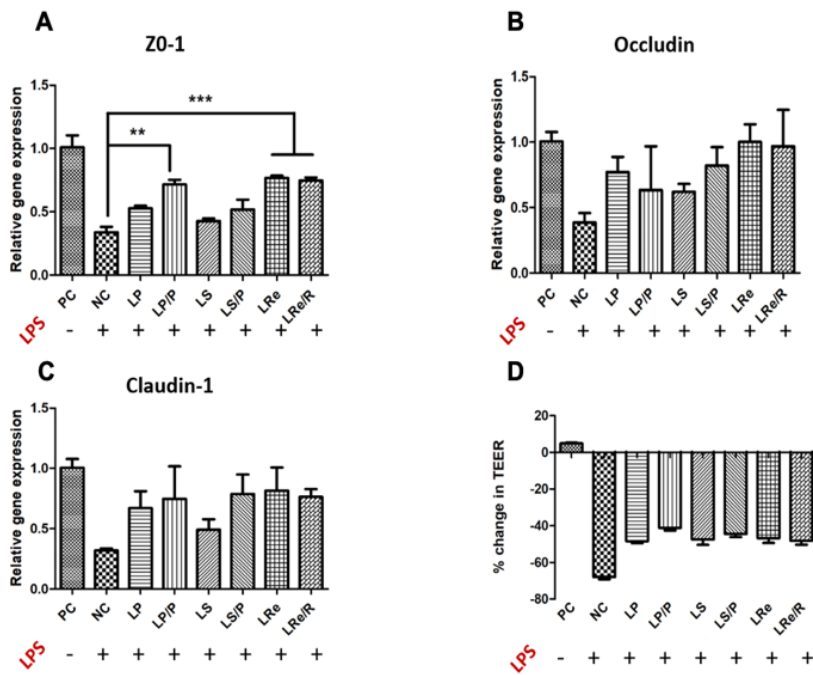 A
Z0-1
Relative gene expression
1.5
1.0
0.5
0.0
***
**
PC NC LP LP/P LS LS/P LRe LRe/R
LPS - + + + + + + +
B
Occludin
Relative gene expression
1.5
1.0
0.5
0.0
PC NC LP LP/P LS LS/P LRe LRe/R
LPS - + + + + + + +
C
Claudin-1
Relative gene expression
1.5
1.0
0.5
0.0
PC NC LP LP/P LS LS/P LRe LRe/R
LPS - + + + + + + +
D
% change in TEER
20
0
-20
-40
-60
-80
PC NC LP LP/P LS LS/P LRe LRe/R
LPS - + + + + + + +